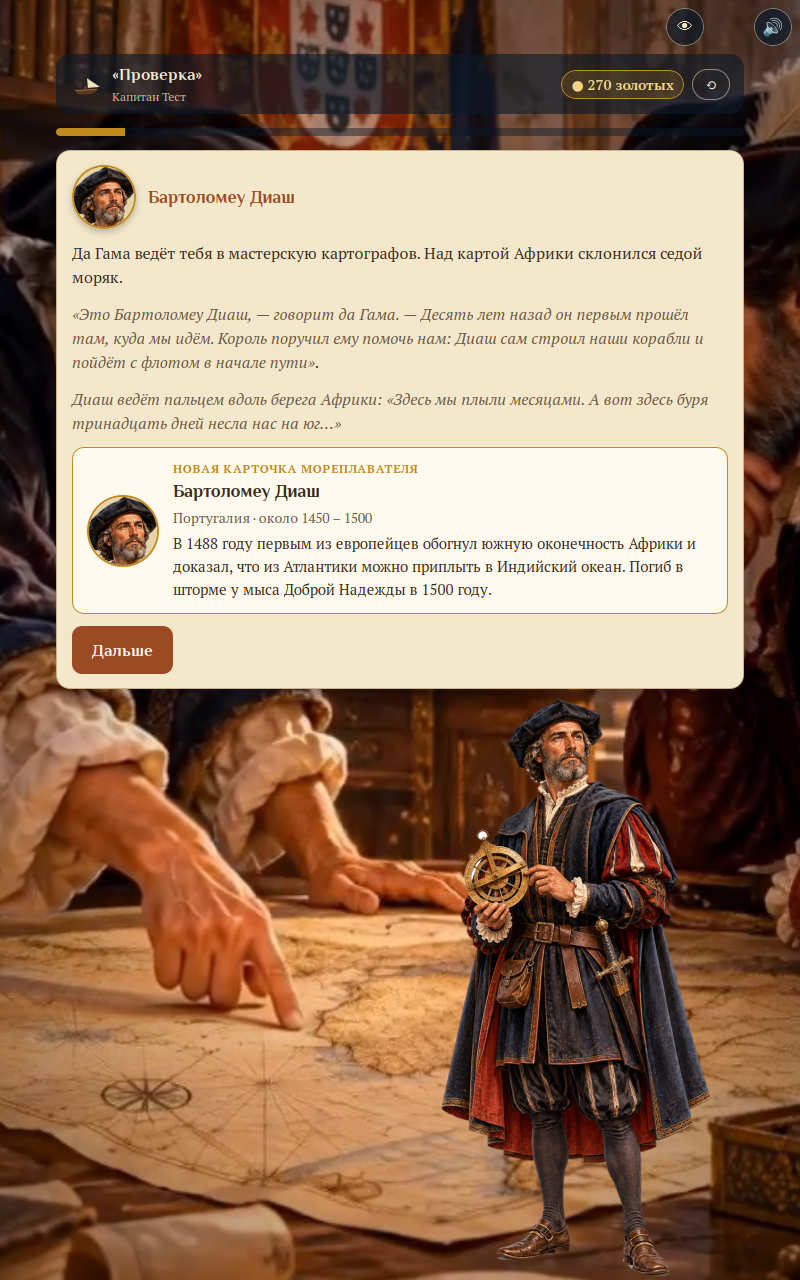 «Проверка»
Капитан Тест
270 золотых
Бартоломеу Диаш
Да Гама ведёт тебя в мастерскую картографов. Над картой Африки склонился седой
моряк.
«Это Бартоломеу Диаш, — говорит да Гама. — Десять лет назад он первым прошёл
там, куда мы идём. Король поручил ему помочь нам: Диаш сам строил наши корабли и
пойдёт с флотом в начале пути».
Диаш ведёт пальцем вдоль берега Африки: «Здесь мы плыли месяцами. А вот здесь буря
тринадцать дней несла нас на юг…»
НОВАЯ КАРТОЧКА МОРЕПЛАВАТЕЛЯ
Бартоломеу Диаш
Португалия · около 1450 – 1500
В 1488 году первым из европейцев обогнул южную оконечность Африки и
доказал, что из Атлантики можно приплыть в Индийский океан. Погиб в
шторме у мыса Доброй Надежды в 1500 году.
Дальше